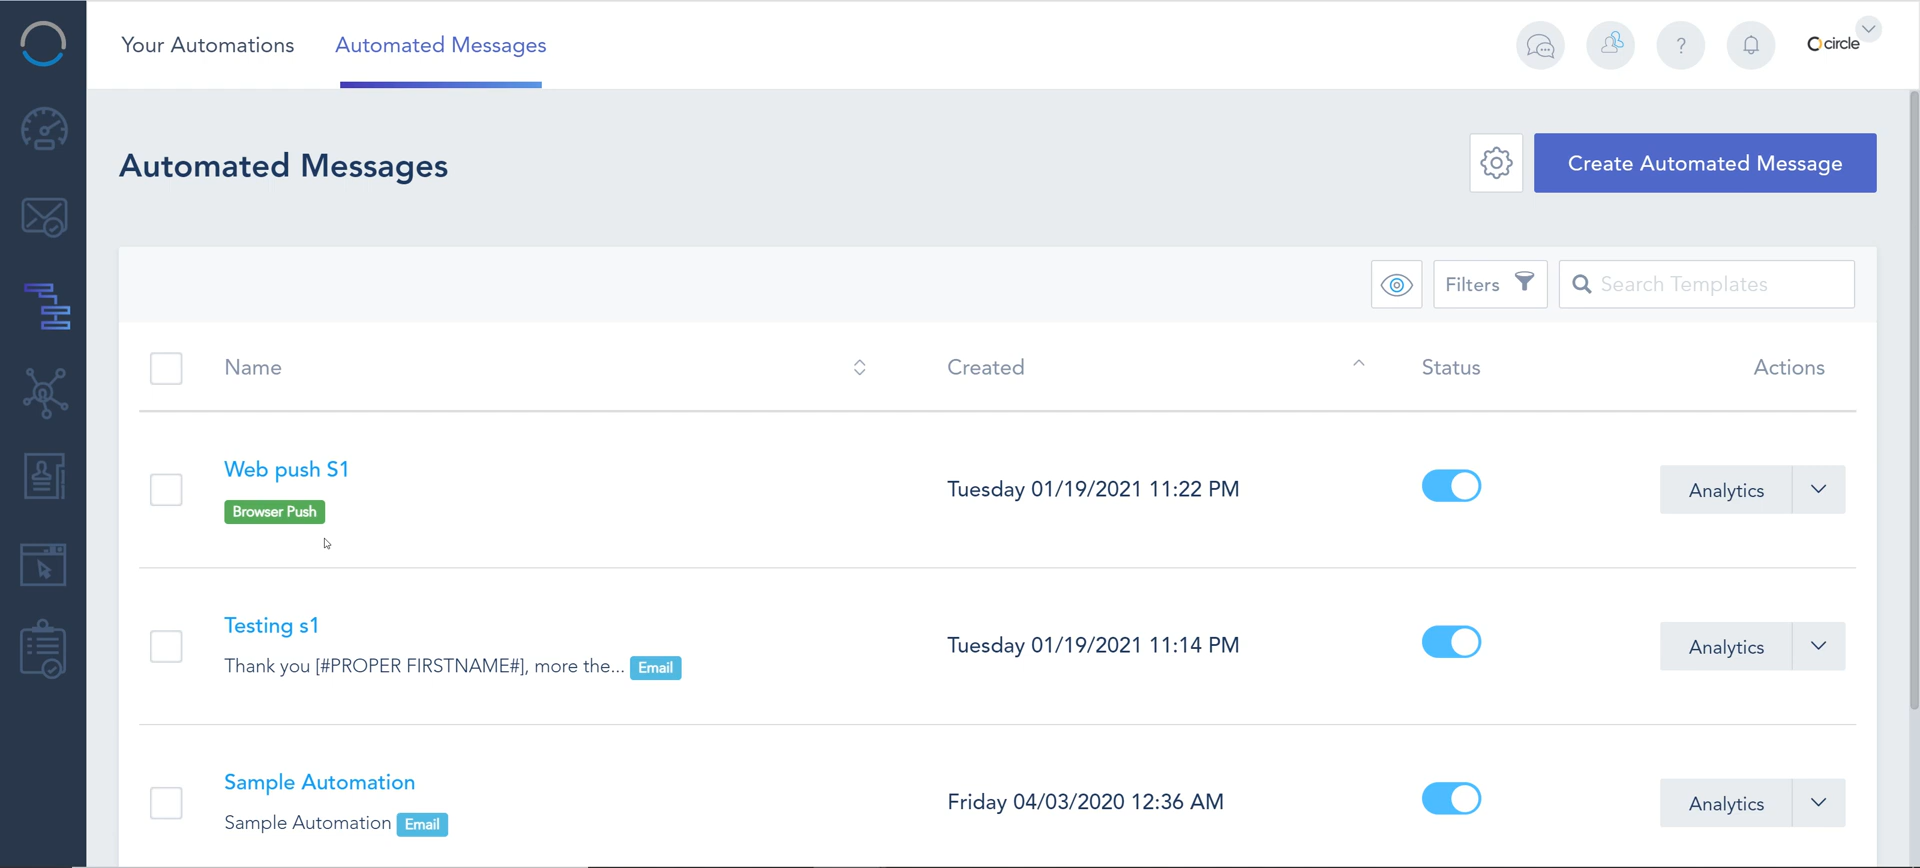 Your Automations
Automated Messages
?
circle
Automated Messages
Create Automated Message
Filters
Search Templates
Name
Created
Status
Actions
Web push S1
Browser Push
Tuesday 01/19/2021 11:22 PM
Analytics
Testing s1
Thank you [#PROPER FIRSTNAME#], more the... Email
Tuesday 01/19/2021 11:14 PM
Analytics
Sample Automation
Sample Automation Email
Friday 04/03/2020 12:36 AM
Analytics